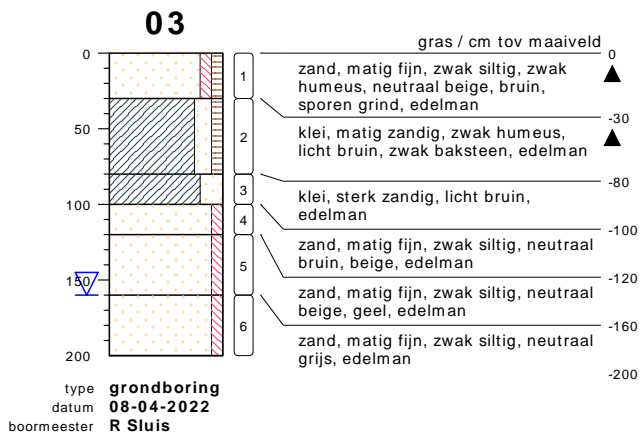 03
gras / cm tov maaiveld
0
0
1
zand, matig fijn, zwak siltig, zwak
humeus, neutraal beige, bruin,
sporen grind, edelman
-30
50
2
klei, matig zandig, zwak humeus,
licht bruin, zwak baksteen, edelman
-80
3
klei, sterk zandig, licht bruin,
edelman
100
-100
4
zand, matig fijn, zwak siltig, neutraal
bruin, beige, edelman
-120
150
5
zand, matig fijn, zwak siltig, neutraal
beige, geel, edelman
-160
6
zand, matig fijn, zwak siltig, neutraal
grijs, edelman
200
-200
type grondboring
datum 08-04-2022
boormeester R Sluis